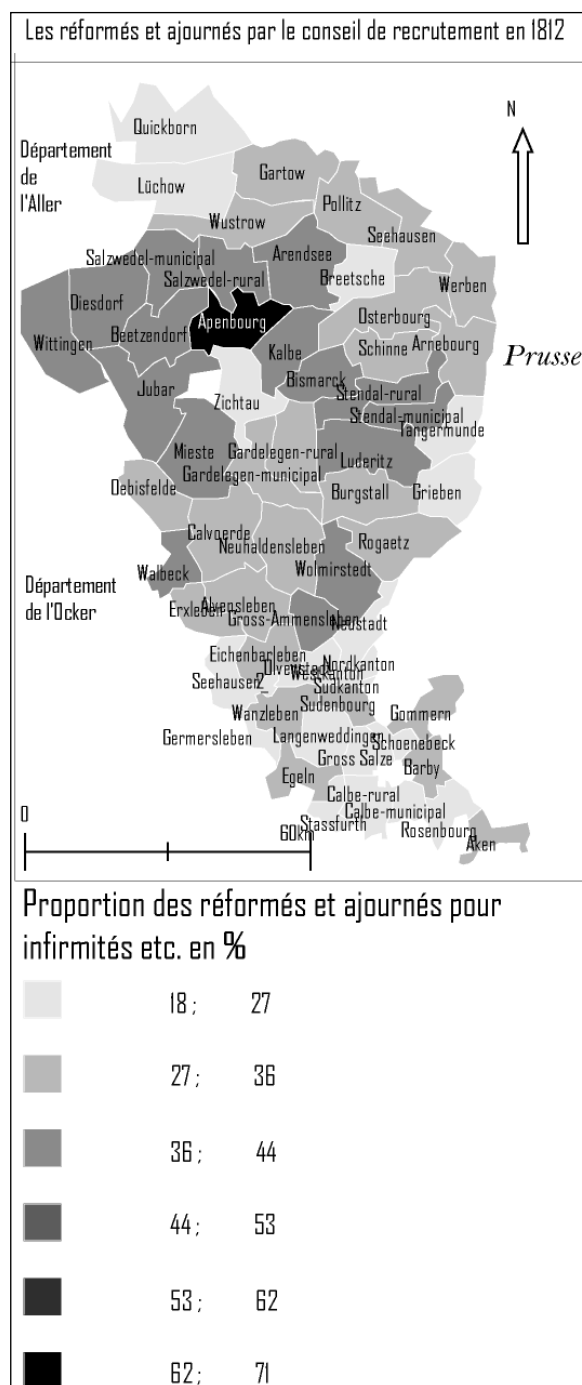 Les réformés et ajournés par le conseil de recrutement en 1812
N
Quickborn
Département
de
l'Aller
Lüchow
Gartow
Pollitz
Wustrow
Seehausen
Salzwedel-municipal
Arendsee
Salzwedel-rural
Breetsche
Werben
Diesdorf
Apenbourg
Osterbourg
Beetzendorf
Wittingen
Schinne
Arnebourg
Kalbe
Prusse
Jubar
Bismarck
Stendal-rural
Zichtau
Stendal-municipal
Tangermunde
Mieste
Gardelegen-rural
Luderitz
Gardelegen-municipal
Oebisfelde
Burgstall
Grieben
Calvoerde
Neuhaldensleben
Rogaetz
Walbeck
Wolmirstedt
Département
de l'Ocker
Erxleben
Alvensleben
Gross-Ammensleben
Neustadt
Eichenbarleben
Olvenstedt
Nordkanton
Westkanton
Seehausen
2
Sudkanton
Sudenbourg
Wanzleben
Gommern
Germersleben
Langenweddingen
Schoenebeck
Gross Salze
Barby
Egeln
Calbe-rural
Calbe-municipal
Stassfurth
Rosenbourg
Aken
0
60km
Proportion des réformés et ajournés pour
infirmités etc. en %
18 ; 27
27 ; 36
36 ; 44
44 ; 53
53 ; 62
62 ; 71